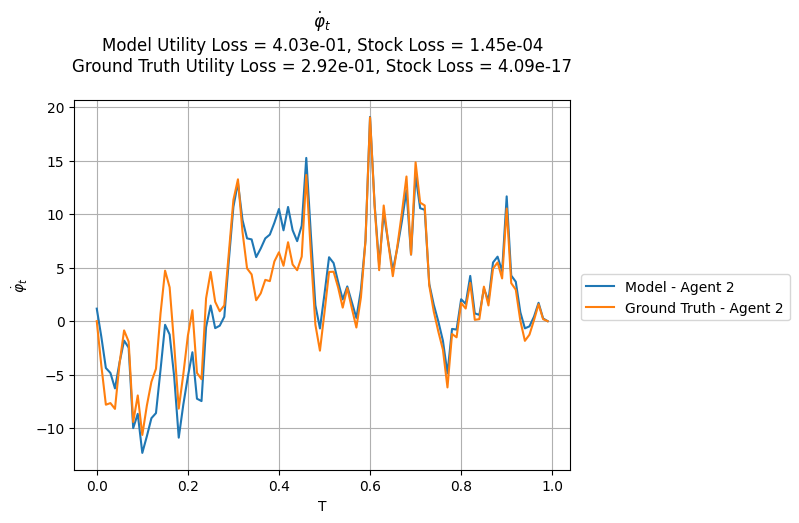 φ̇ₜ
Model Utility Loss = 4.03e-01, Stock Loss = 1.45e-04
Ground Truth Utility Loss = 2.92e-01, Stock Loss = 4.09e-17
20
15
10
5
0
−5
−10
φ̇ₜ
0.0 0.2 0.4 0.6 0.8 1.0
T
Model - Agent 2
Ground Truth - Agent 2